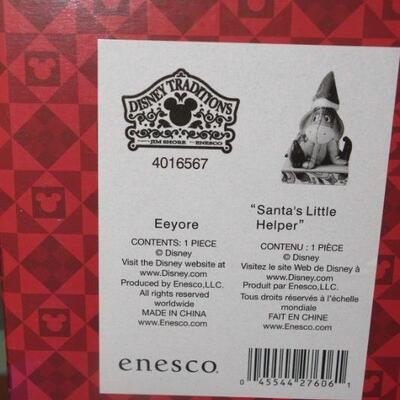 DISNEY TRADITIONS
JIM SHORE ENESCO
4016567
Eeyore
CONTENTS: 1 PIECE
© Disney
Visit the Disney website at
www.Disney.com
Produced by Enesco,LLC.
All rights reserved
worldwide
MADE IN CHINA
www.Enesco.com
"Santa's Little
Helper"
CONTENU : 1 PIÈCE
© Disney
Visitez le site Web de Disney à
www.Disney.com
Produit par Enesco,LLC.
Tous droits réservés à l'échelle
mondiale
FAIT EN CHINE
www.Enesco.com
enesco.
0 45544 27606 1